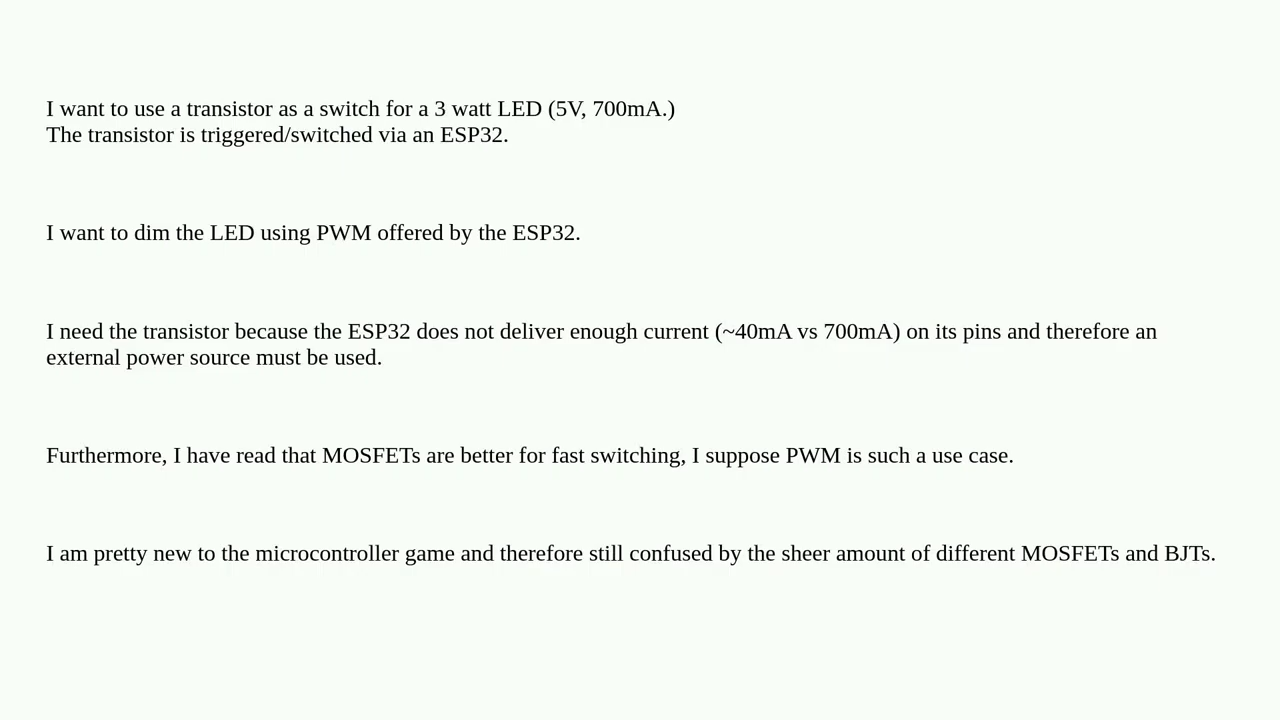 I want to use a transistor as a switch for a 3 watt LED (5V, 700mA.)
The transistor is triggered/switched via an ESP32.
I want to dim the LED using PWM offered by the ESP32.
I need the transistor because the ESP32 does not deliver enough current (~40mA vs 700mA) on its pins and therefore an
external power source must be used.
Furthermore, I have read that MOSFETs are better for fast switching, I suppose PWM is such a use case.
I am pretty new to the microcontroller game and therefore still confused by the sheer amount of different MOSFETs and BJTs.